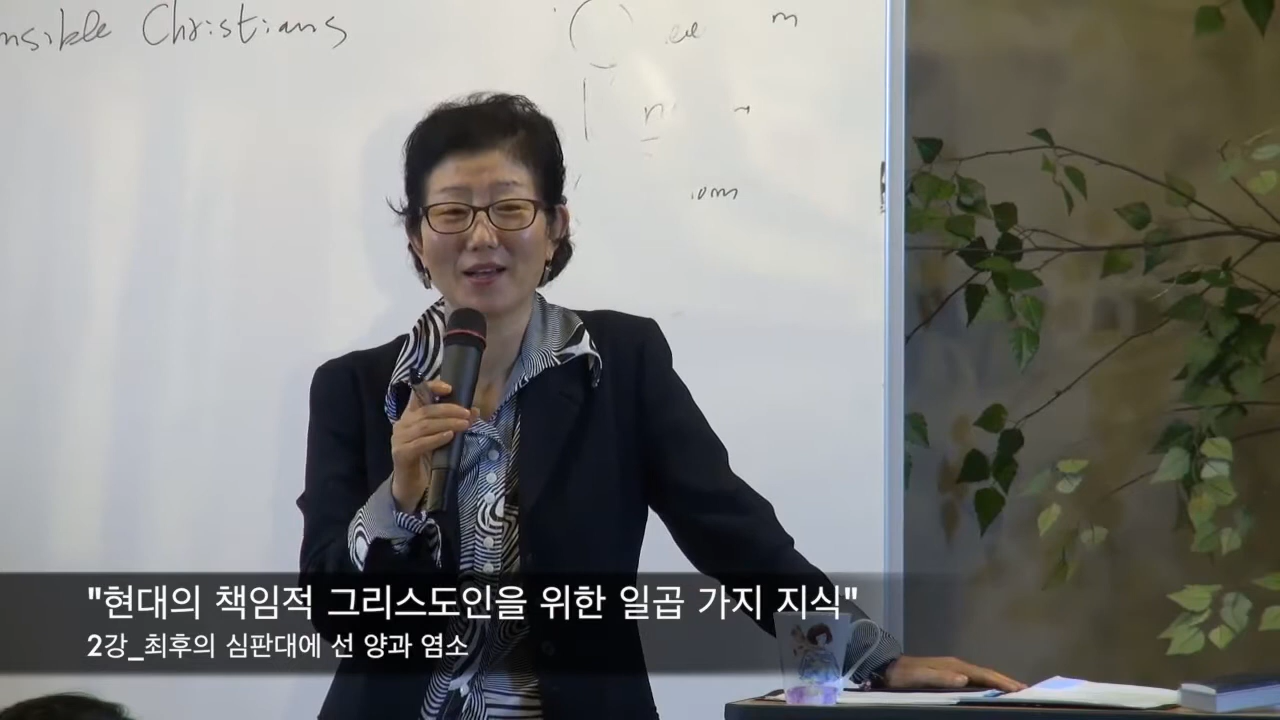 nsible Christians
"현대의 책임적 그리스도인을 위한 일곱 가지 지식"
2강_최후의 심판대에 선 양과 염소